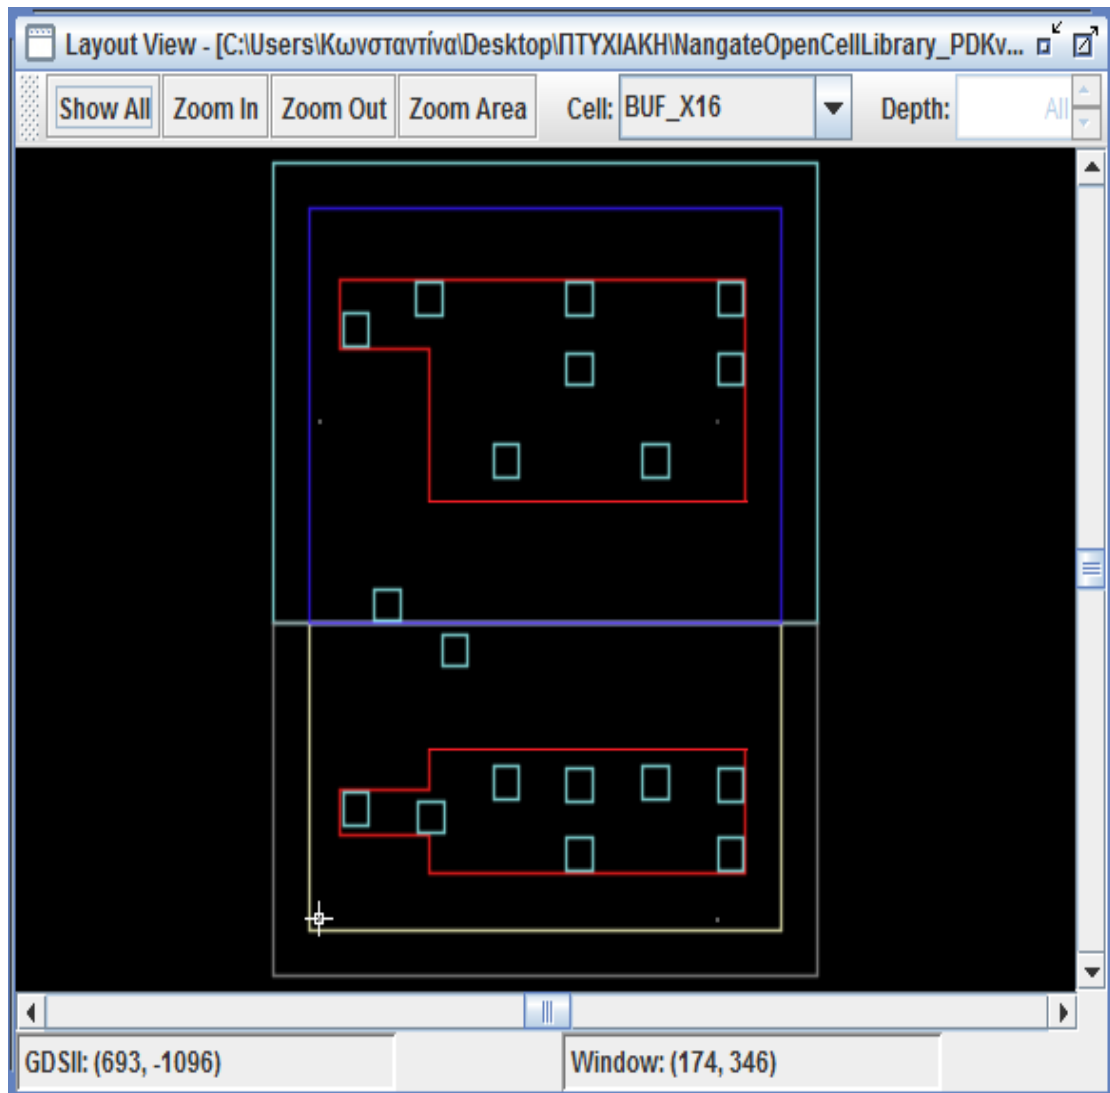 Layout View - [C:\Users\Κωνσταντίνα\Desktop\ΠΤΥΧΙΑΚΗ\NangateOpenCellLibrary_PDKv...
Show All Zoom In Zoom Out Zoom Area Cell: BUF_X16 Depth: All
GDSII: (693, -1096) Window: (174, 346)